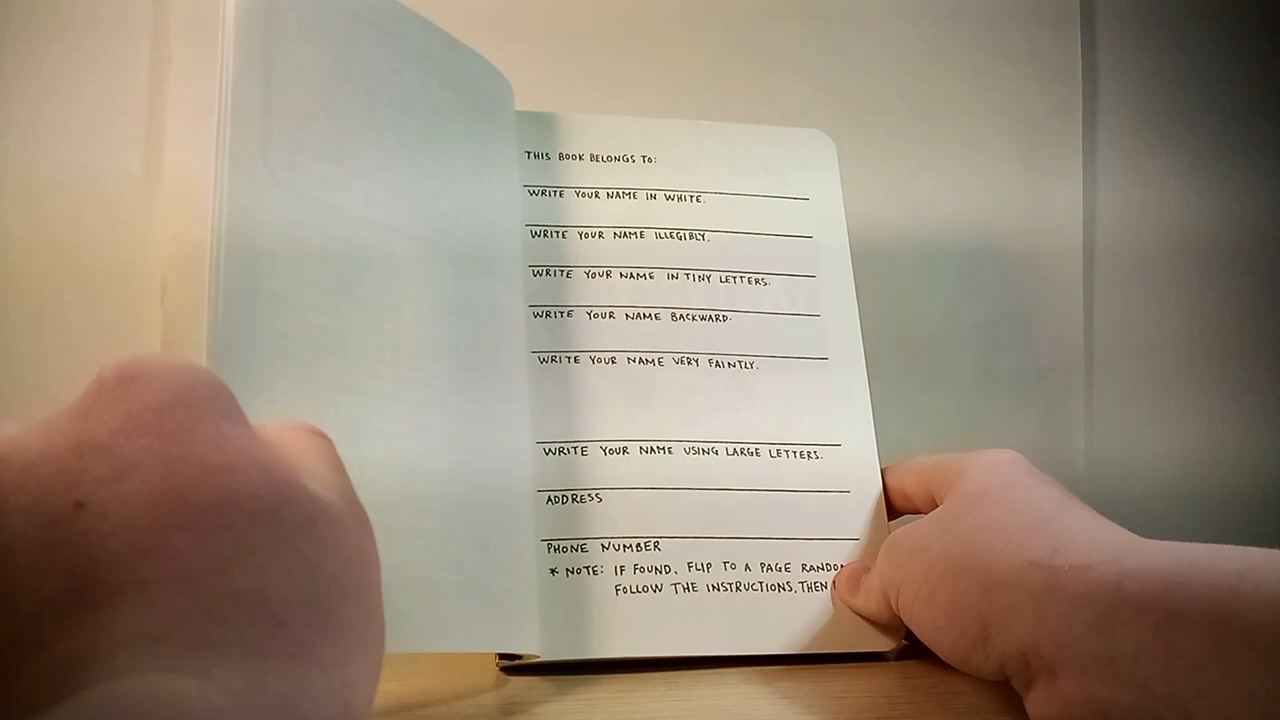 THIS BOOK BELONGS TO:
WRITE YOUR NAME IN WHITE.
WRITE YOUR NAME ILLEGIBLY.
WRITE YOUR NAME IN TINY LETTERS.
WRITE YOUR NAME BACKWARD.
WRITE YOUR NAME VERY FAINTLY.
WRITE YOUR NAME USING LARGE LETTERS.
ADDRESS
PHONE NUMBER
* NOTE: IF FOUND, FLIP TO A PAGE
FOLLOW THE INSTRUCTIONS, THEN